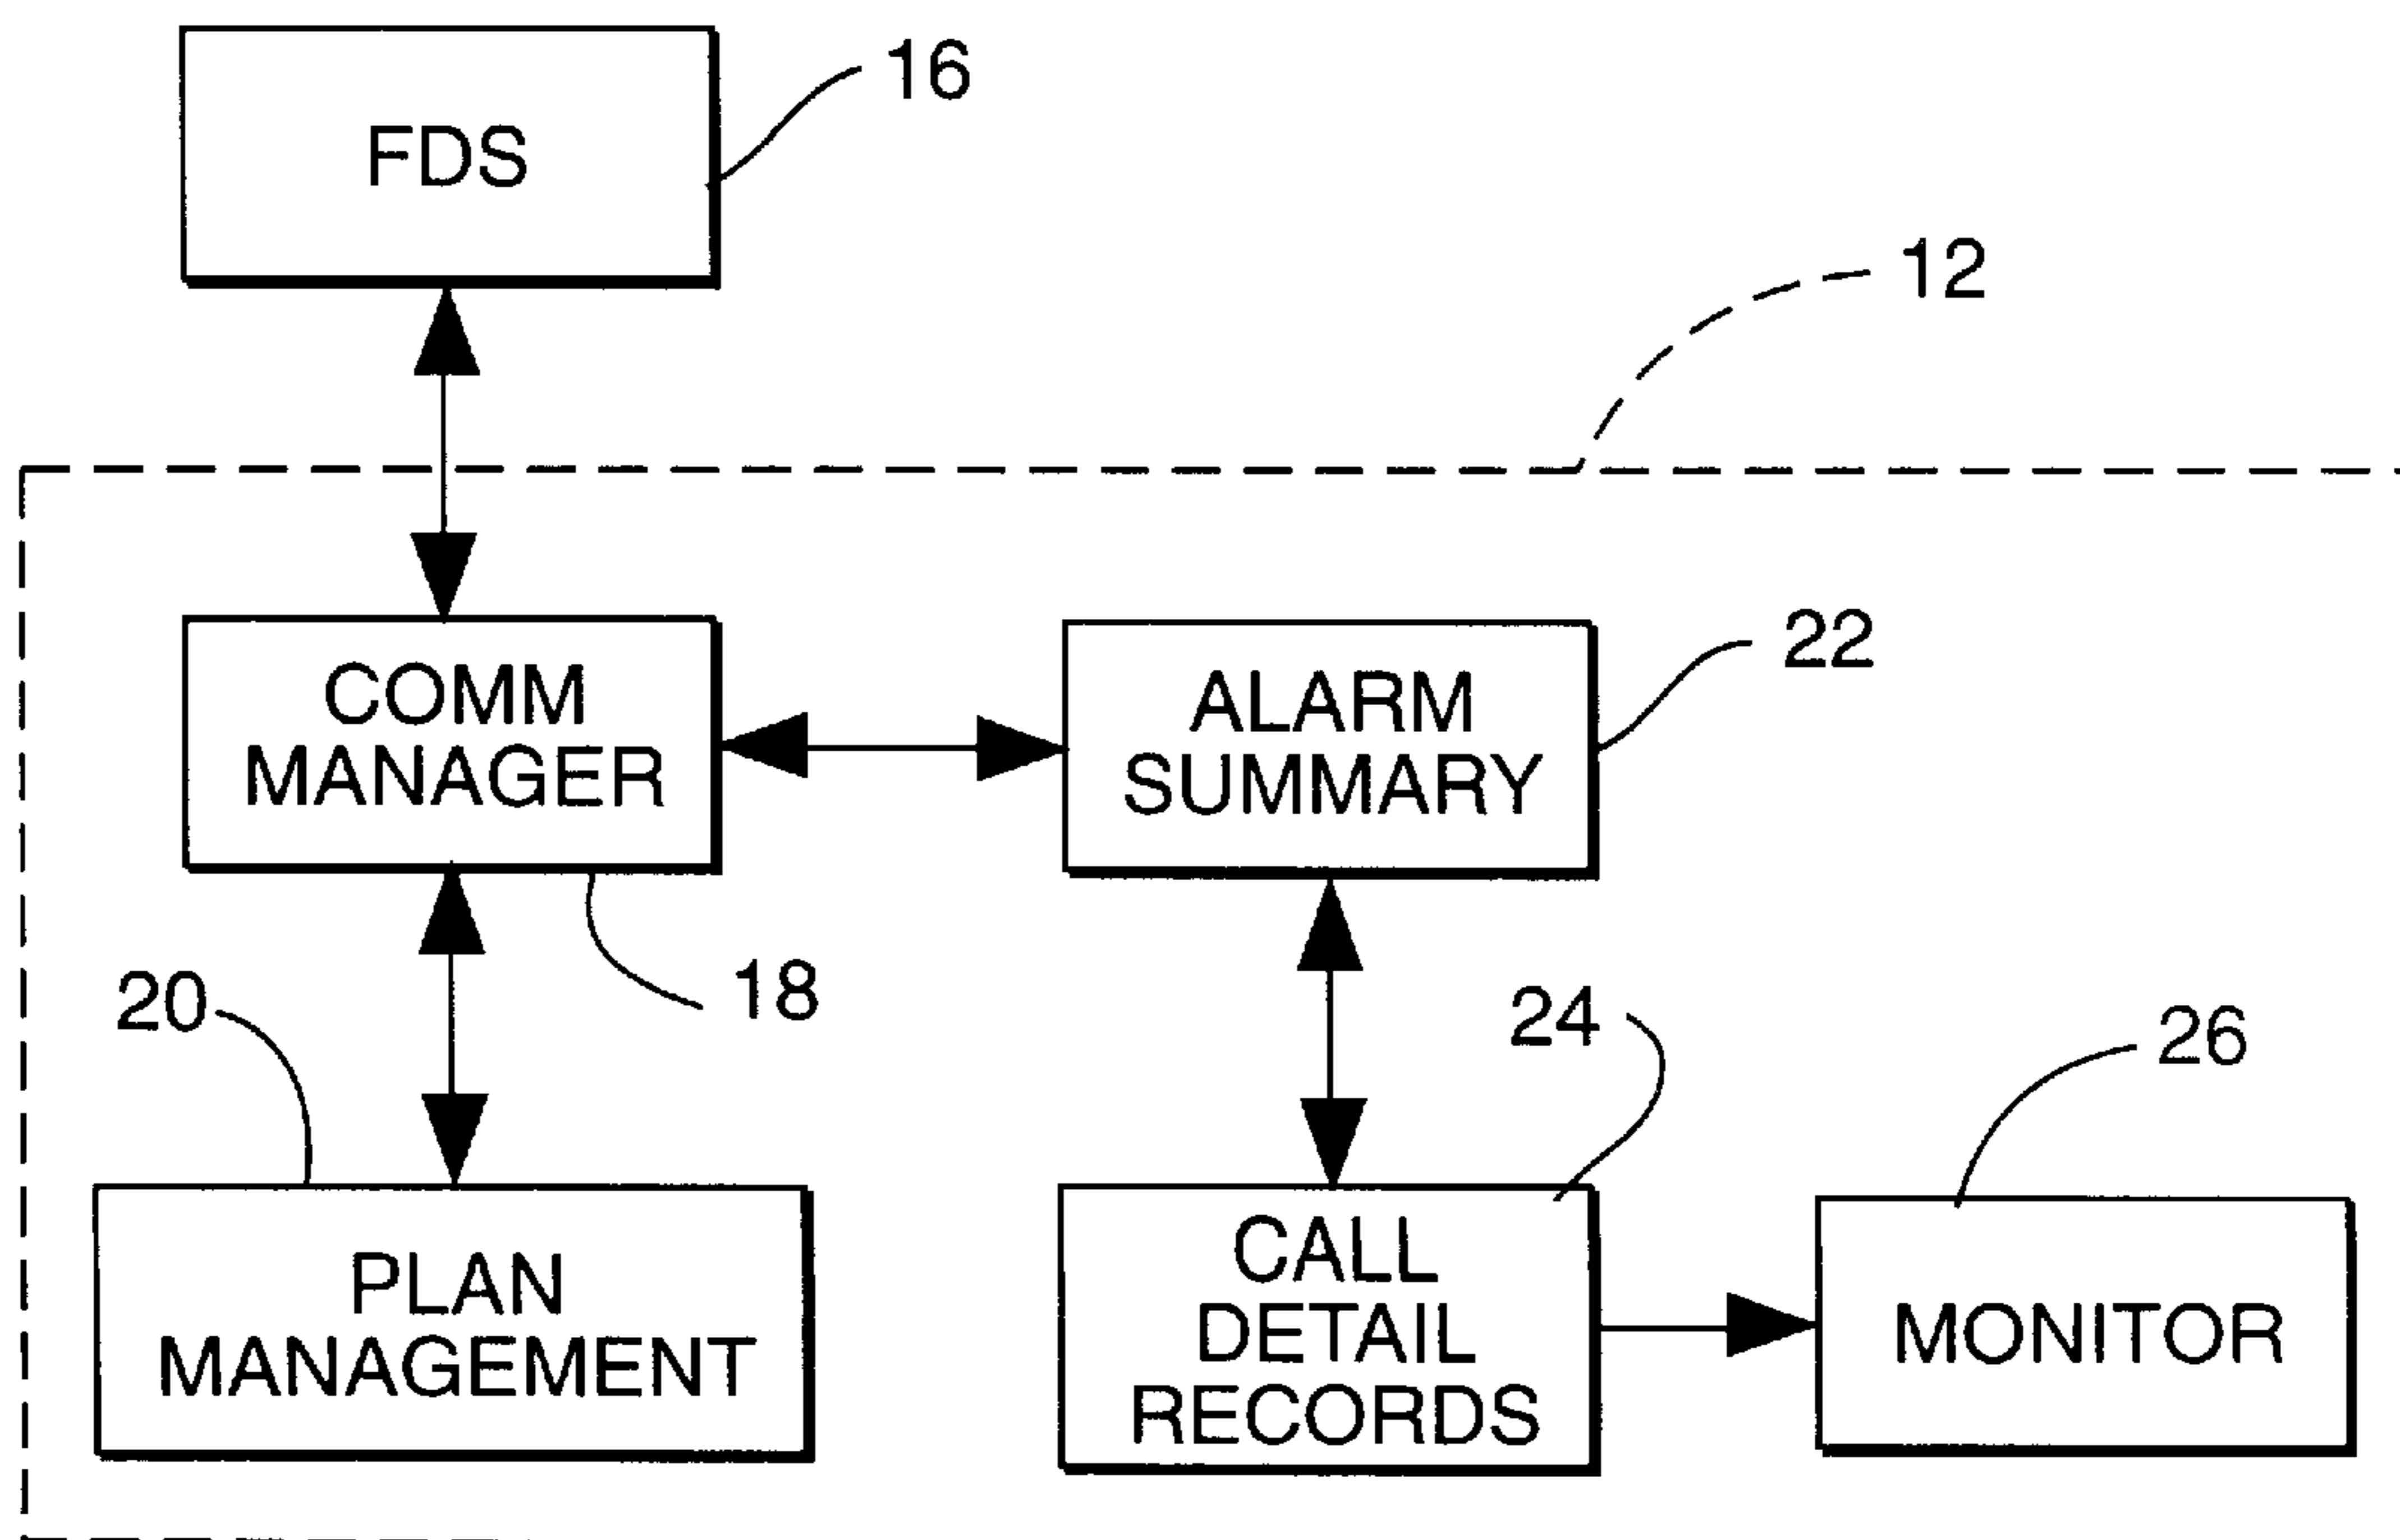 FDS
16
12
COMM
MANAGER
ALARM
SUMMARY
22
20
18
24
26
PLAN
MANAGEMENT
CALL
DETAIL
RECORDS
MONITOR